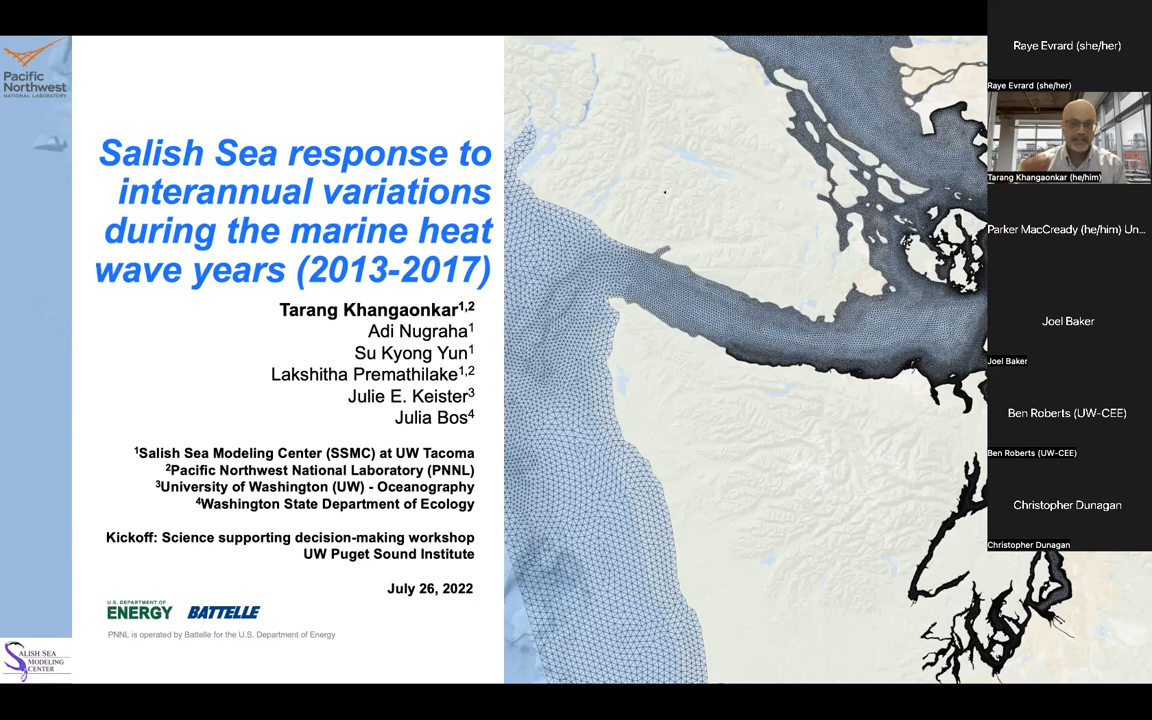 Pacific
Northwest
NATIONAL LABORATORY
Salish Sea response to
interannual variations
during the marine heat
wave years (2013-2017)
Tarang Khangaonkar1,2
Adi Nugraha1
Su Kyong Yun1
Lakshitha Premathilake1,2
Julie E. Keister3
Julia Bos4
1Salish Sea Modeling Center (SSMC) at UW Tacoma
2Pacific Northwest National Laboratory (PNNL)
3University of Washington (UW) - Oceanography
4Washington State Department of Ecology
Kickoff: Science supporting decision-making workshop
UW Puget Sound Institute
July 26, 2022
U.S. DEPARTMENT OF
ENERGY BATTELLE
PNNL is operated by Battelle for the U.S. Department of Energy
SALISH SEA
MODELING
CENTER
Raye Evrard (she/her)
Raye Evrard (she/her)
Tarang Khangaonkar (he/him)
Parker MacCready (he/him) Un...
Joel Baker
Joel Baker
Ben Roberts (UW-CEE)
Ben Roberts (UW-CEE)
Christopher Dunagan
Christopher Dunagan